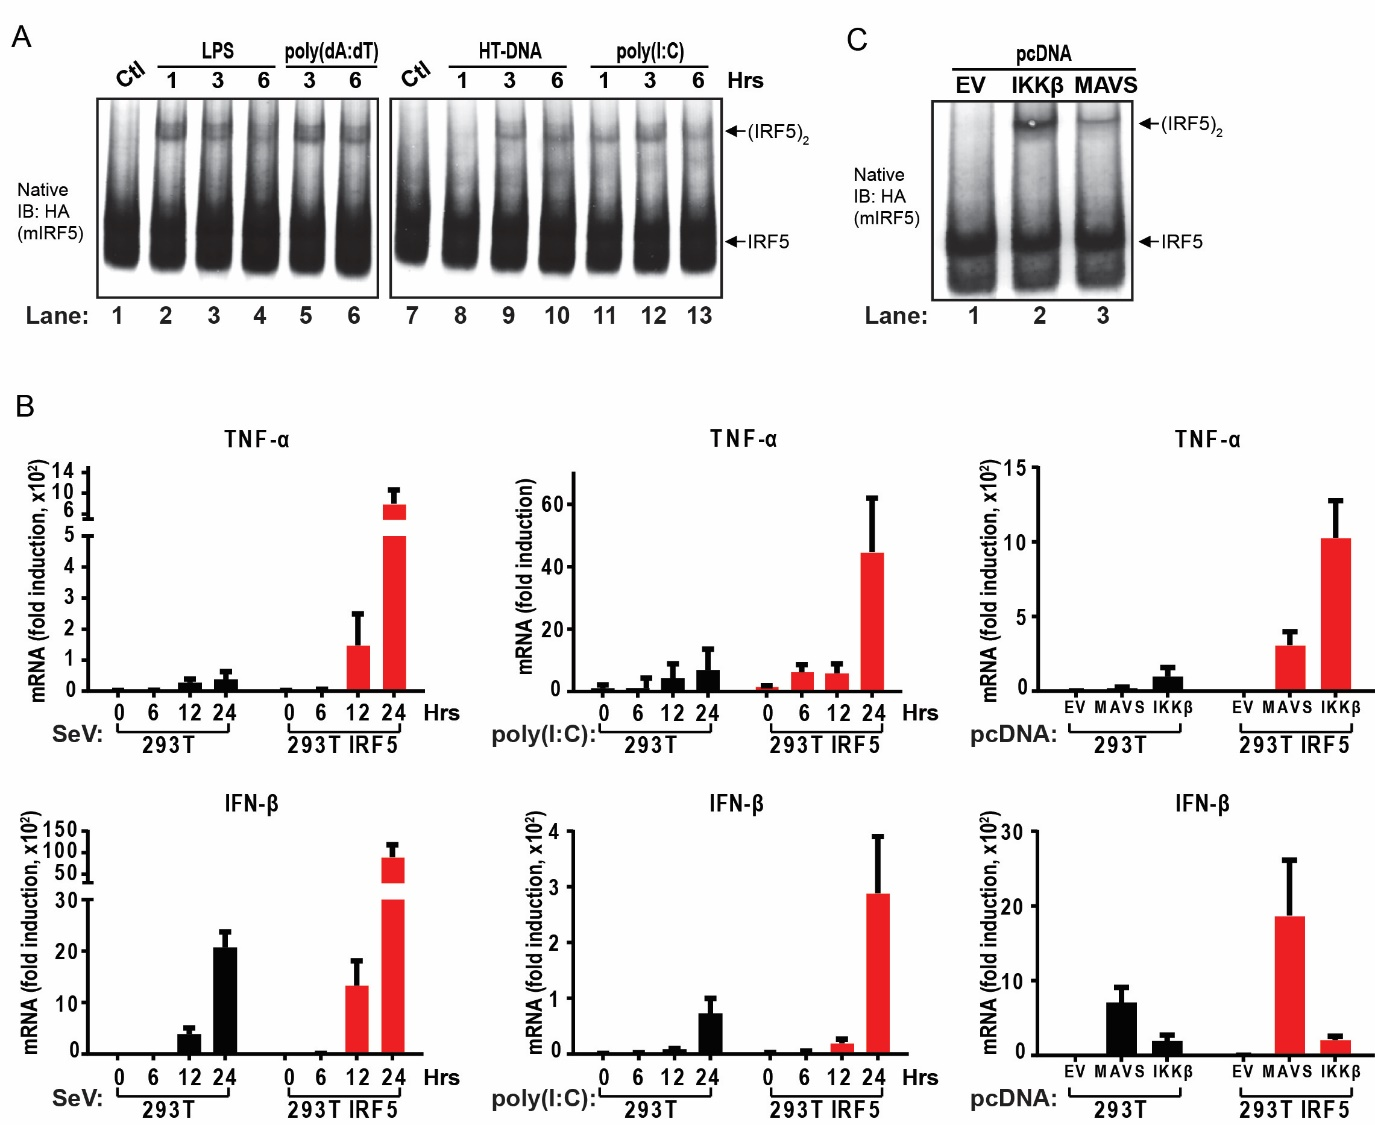 A
LPS poly(dA:dT) HT-DNA poly(I:C)
Ctl 1 3 6 3 6 Ctl 1 3 6 1 3 6 Hrs
(IRF5)2
Native
IB: HA
(mIRF5)
IRF5
Lane: 1 2 3 4 5 6 7 8 9 10 11 12 13
C
pcDNA
EV IKKβ MAVS
(IRF5)2
Native
IB: HA
(mIRF5)
IRF5
Lane: 1 2 3
B
TNF-α
mRNA (fold induction, x10²)
14
10
6
5
4
3
2
1
0
0 6 12 24 0 6 12 24 Hrs
SeV: 293T 293T IRF5
TNF-α
mRNA (fold induction)
60
40
20
0
0 6 12 24 0 6 12 24 Hrs
poly(I:C): 293T 293T IRF5
TNF-α
mRNA (fold induction, x10²)
15
10
5
0
EV MAVS IKKβ EV MAVS IKKβ
pcDNA: 293T 293T IRF5
IFN-β
mRNA (fold induction, x10²)
150
100
50
30
20
10
0
0 6 12 24 0 6 12 24 Hrs
SeV: 293T 293T IRF5
IFN-β
mRNA (fold induction, x10²)
4
3
2
1
0
0 6 12 24 0 6 12 24 Hrs
poly(I:C): 293T 293T IRF5
IFN-β
mRNA (fold induction, x10²)
30
20
10
0
EV MAVS IKKβ EV MAVS IKKβ
pcDNA: 293T 293T IRF5